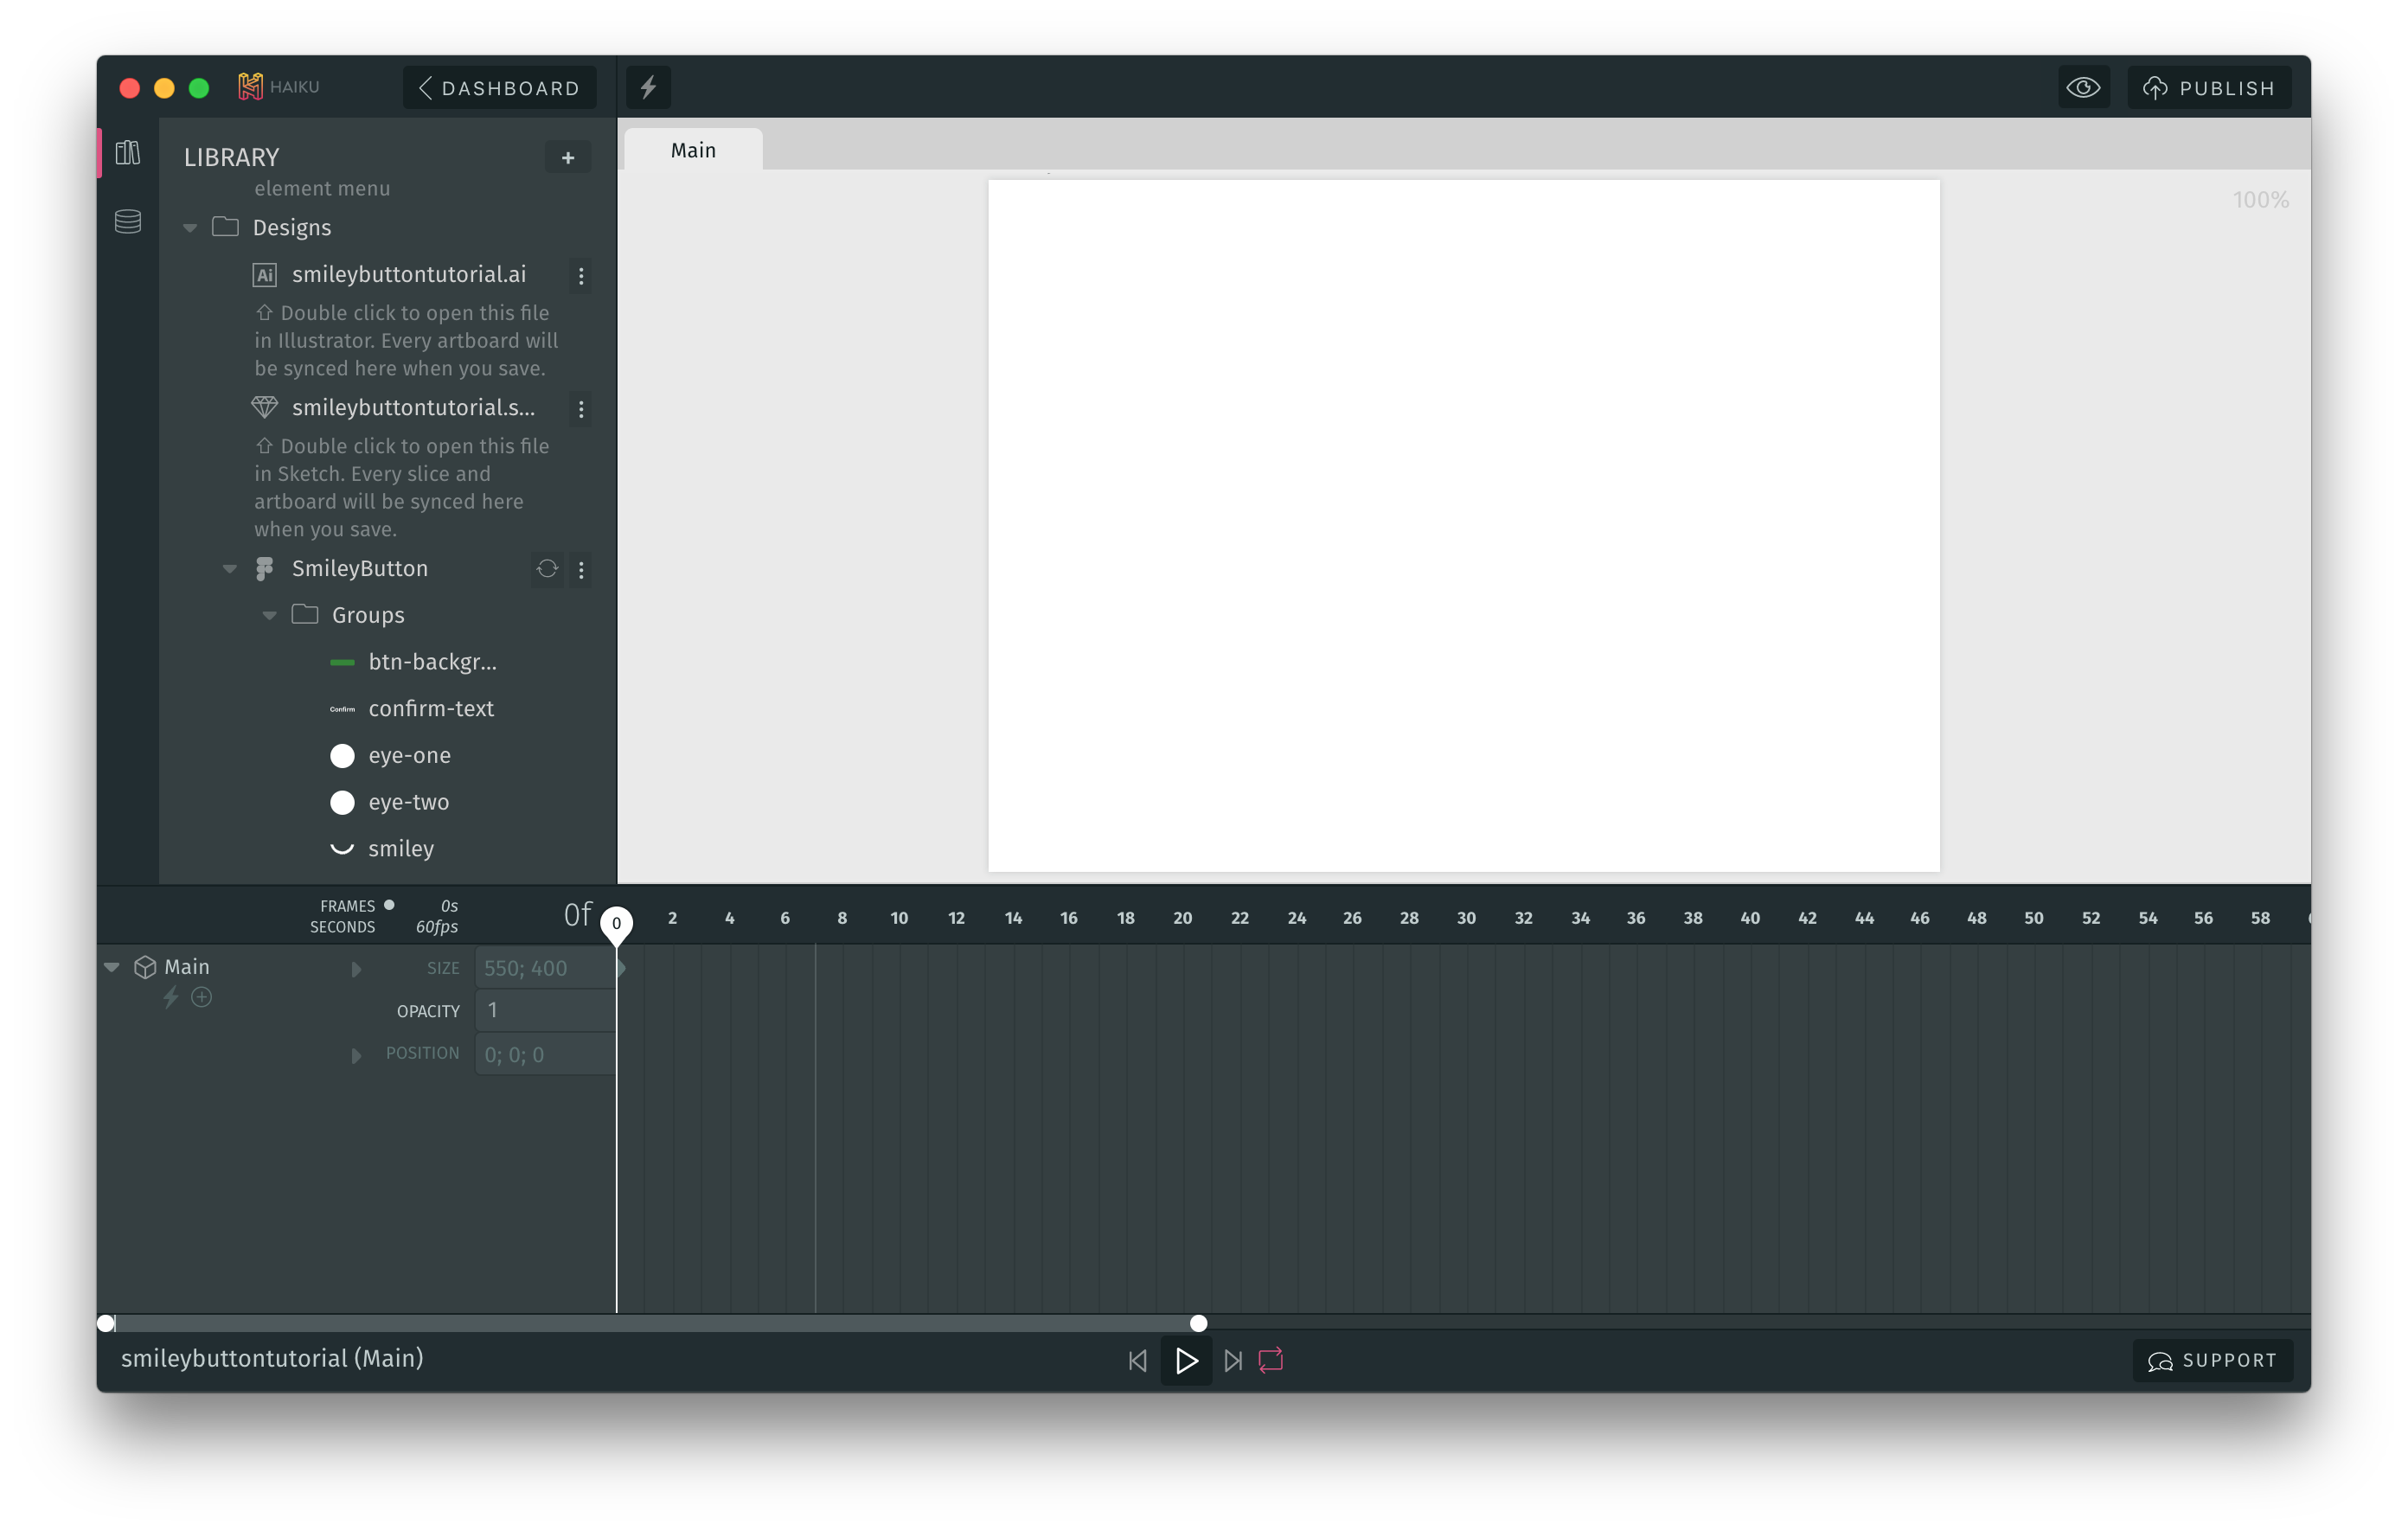 HAIKU
DASHBOARD
PUBLISH
LIBRARY
+
Main
100%
element menu
Designs
Ai smileybuttontutorial.ai
Double click to open this file
in Illustrator. Every artboard will
be synced here when you save.
smileybuttontutorial.s...
Double click to open this file
in Sketch. Every slice and
artboard will be synced here
when you save.
SmileyButton
Groups
btn-backgr...
Confirm confirm-text
eye-one
eye-two
smiley
FRAMES 0s
SECONDS 60fps
0f
0 2 4 6 8 10 12 14 16 18 20 22 24 26 28 30 32 34 36 38 40 42 44 46 48 50 52 54 56 58
Main
SIZE 550; 400
OPACITY 1
POSITION 0; 0; 0
smileybuttontutorial (Main)
SUPPORT